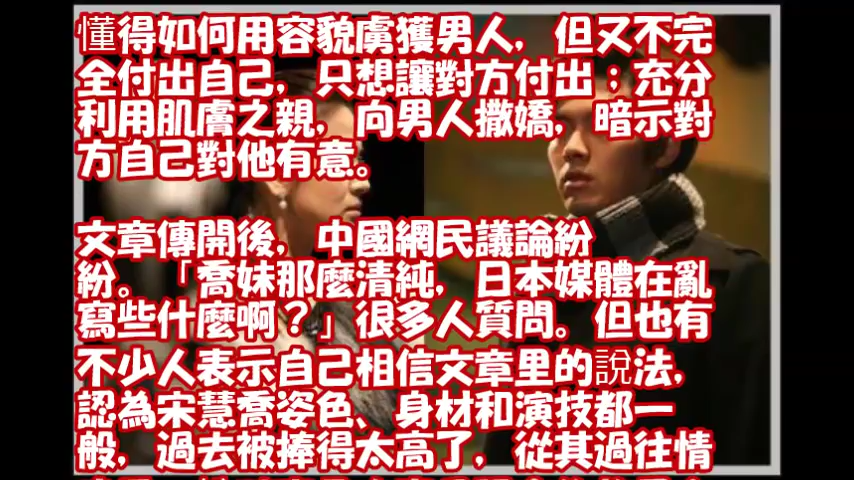 懂得如何用容貌虜獲男人，但又不完
全付出自己，只想讓對方付出；充分
利用肌膚之親，向男人撒嬌，暗示對
方自己對他有意。
文章傳開後，中國網民議論紛
紛。「喬妹那麼清純，日本媒體在亂
寫些什麼啊？」很多人質問。但也有
不少人表示自己相信文章里的說法，
認為宋慧喬姿色、身材和演技都一
般，過去被捧得太高了，從其過往情